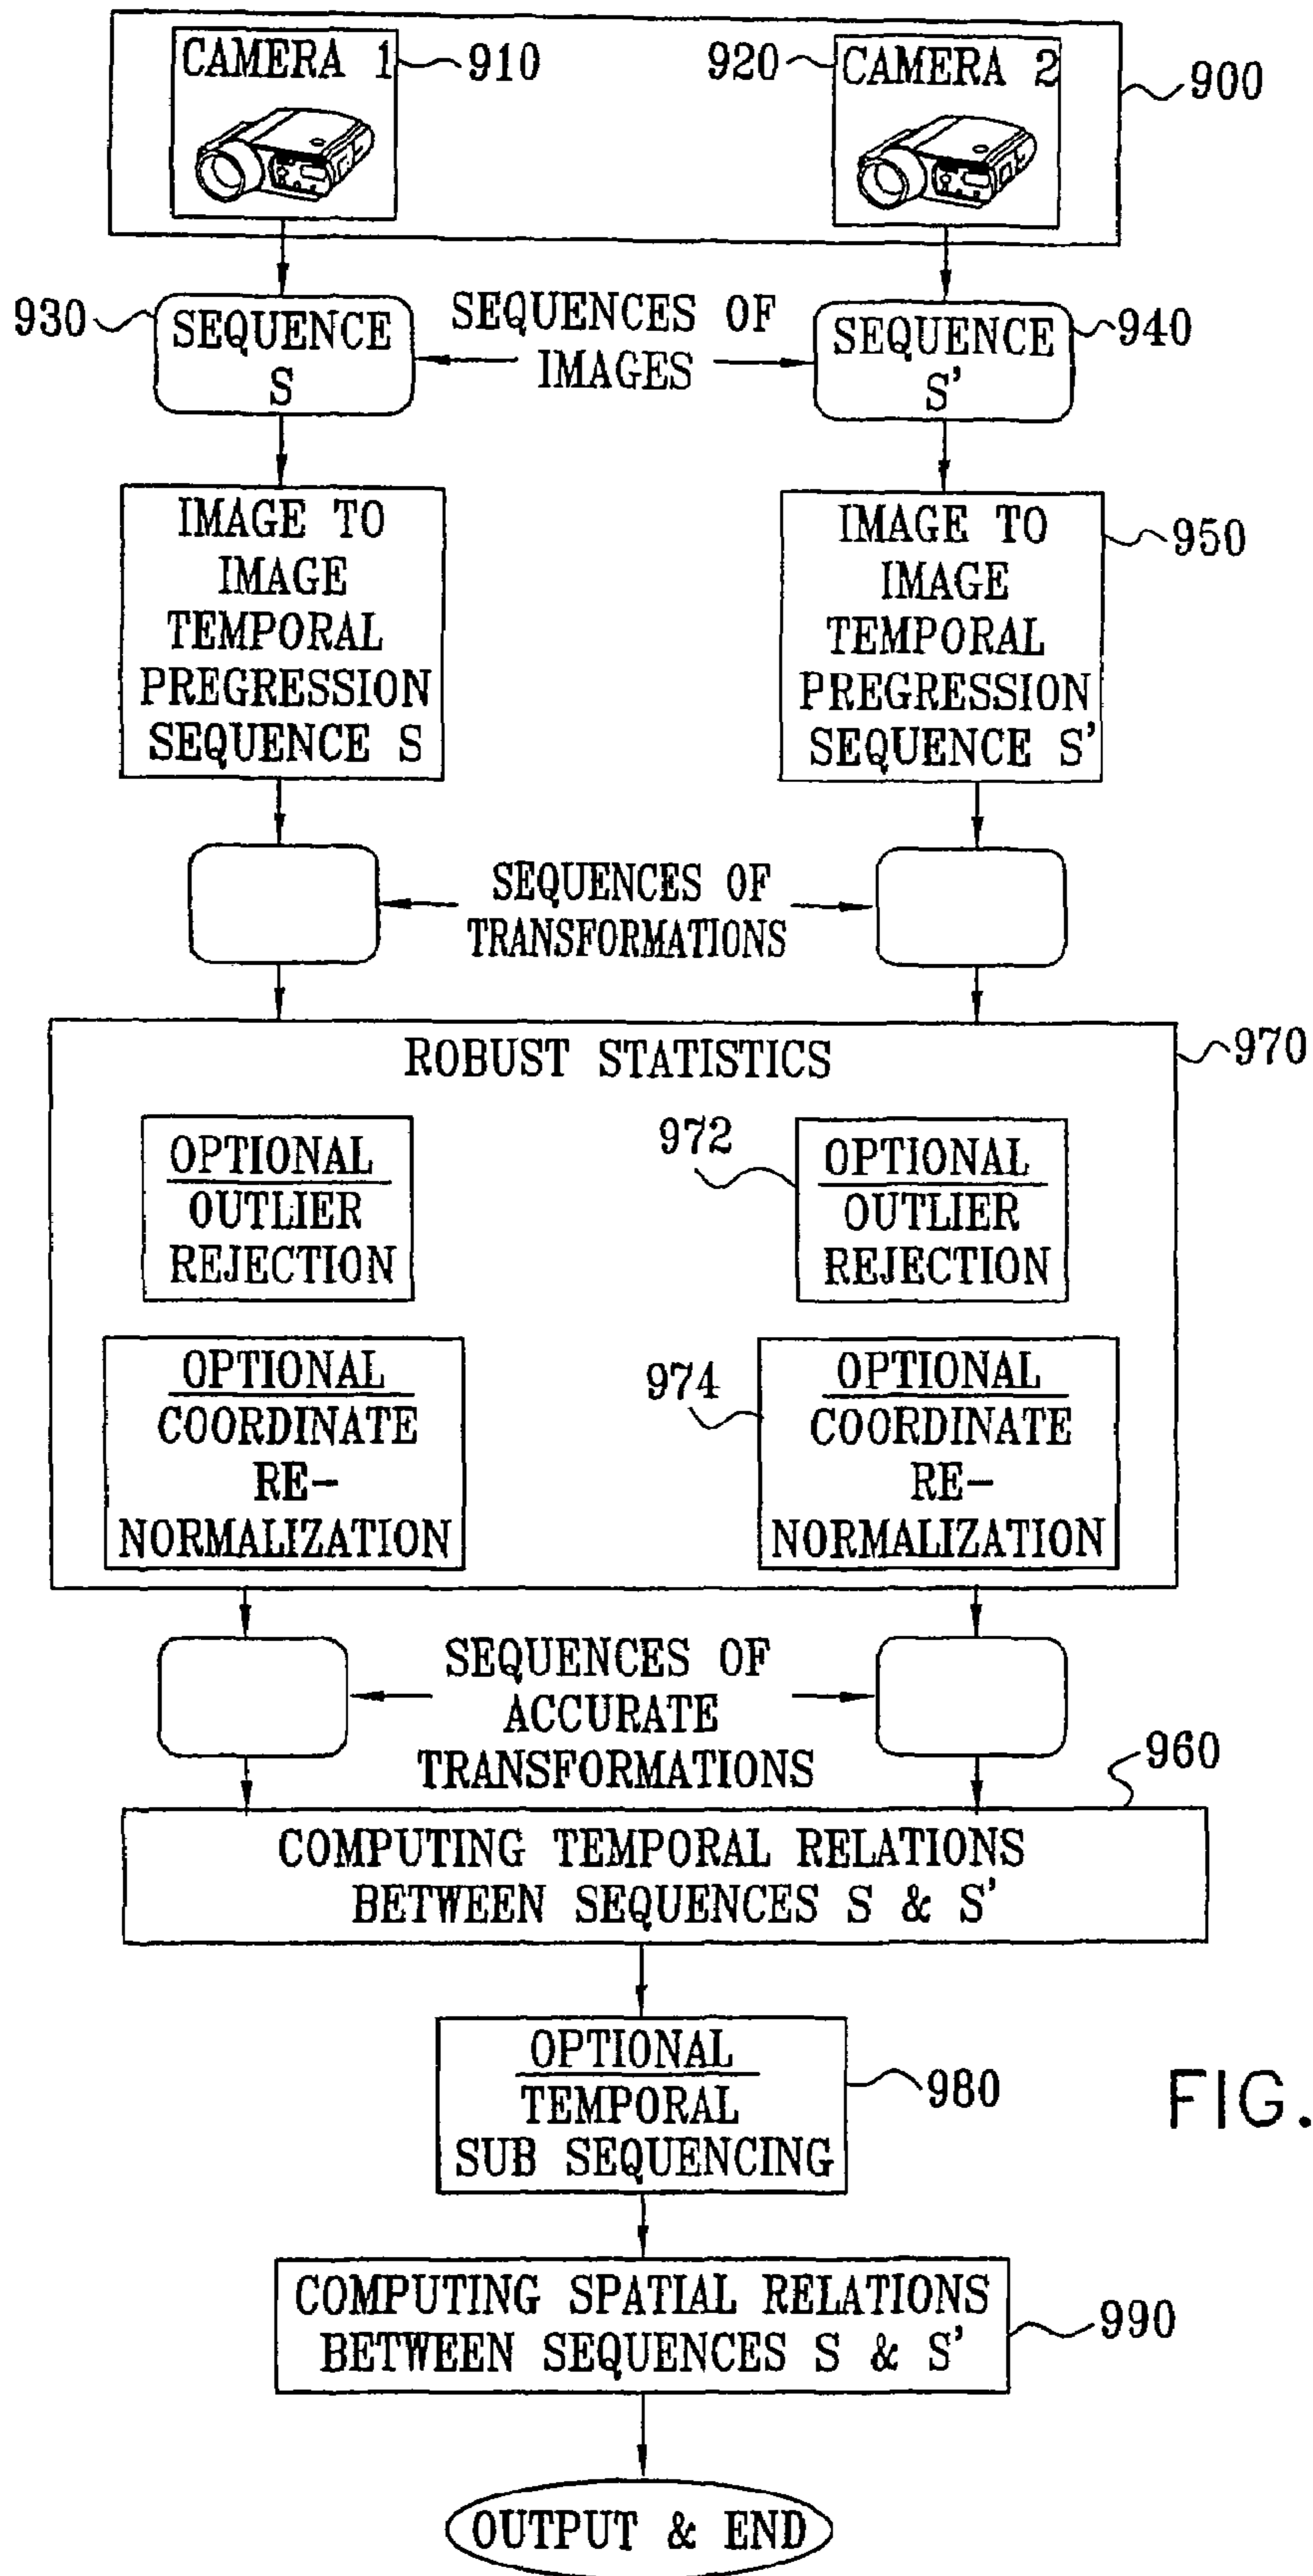 CAMERA 1
910
920
CAMERA 2
900
930
SEQUENCE
S
SEQUENCES OF
IMAGES
SEQUENCE
S'
940
IMAGE TO
IMAGE
TEMPORAL
PREGRESSION
SEQUENCE S
IMAGE TO
IMAGE
TEMPORAL
PREGRESSION
SEQUENCE S'
950
SEQUENCES OF
TRANSFORMATIONS
ROBUST STATISTICS
970
OPTIONAL
OUTLIER
REJECTION
972
OPTIONAL
OUTLIER
REJECTION
OPTIONAL
COORDINATE
RE-
NORMALIZATION
974
OPTIONAL
COORDINATE
RE-
NORMALIZATION
SEQUENCES OF
ACCURATE
TRANSFORMATIONS
960
COMPUTING TEMPORAL RELATIONS
BETWEEN SEQUENCES S & S'
OPTIONAL
TEMPORAL
SUB SEQUENCING
980
FIG.
COMPUTING SPATIAL RELATIONS
BETWEEN SEQUENCES S & S'
990
OUTPUT & END